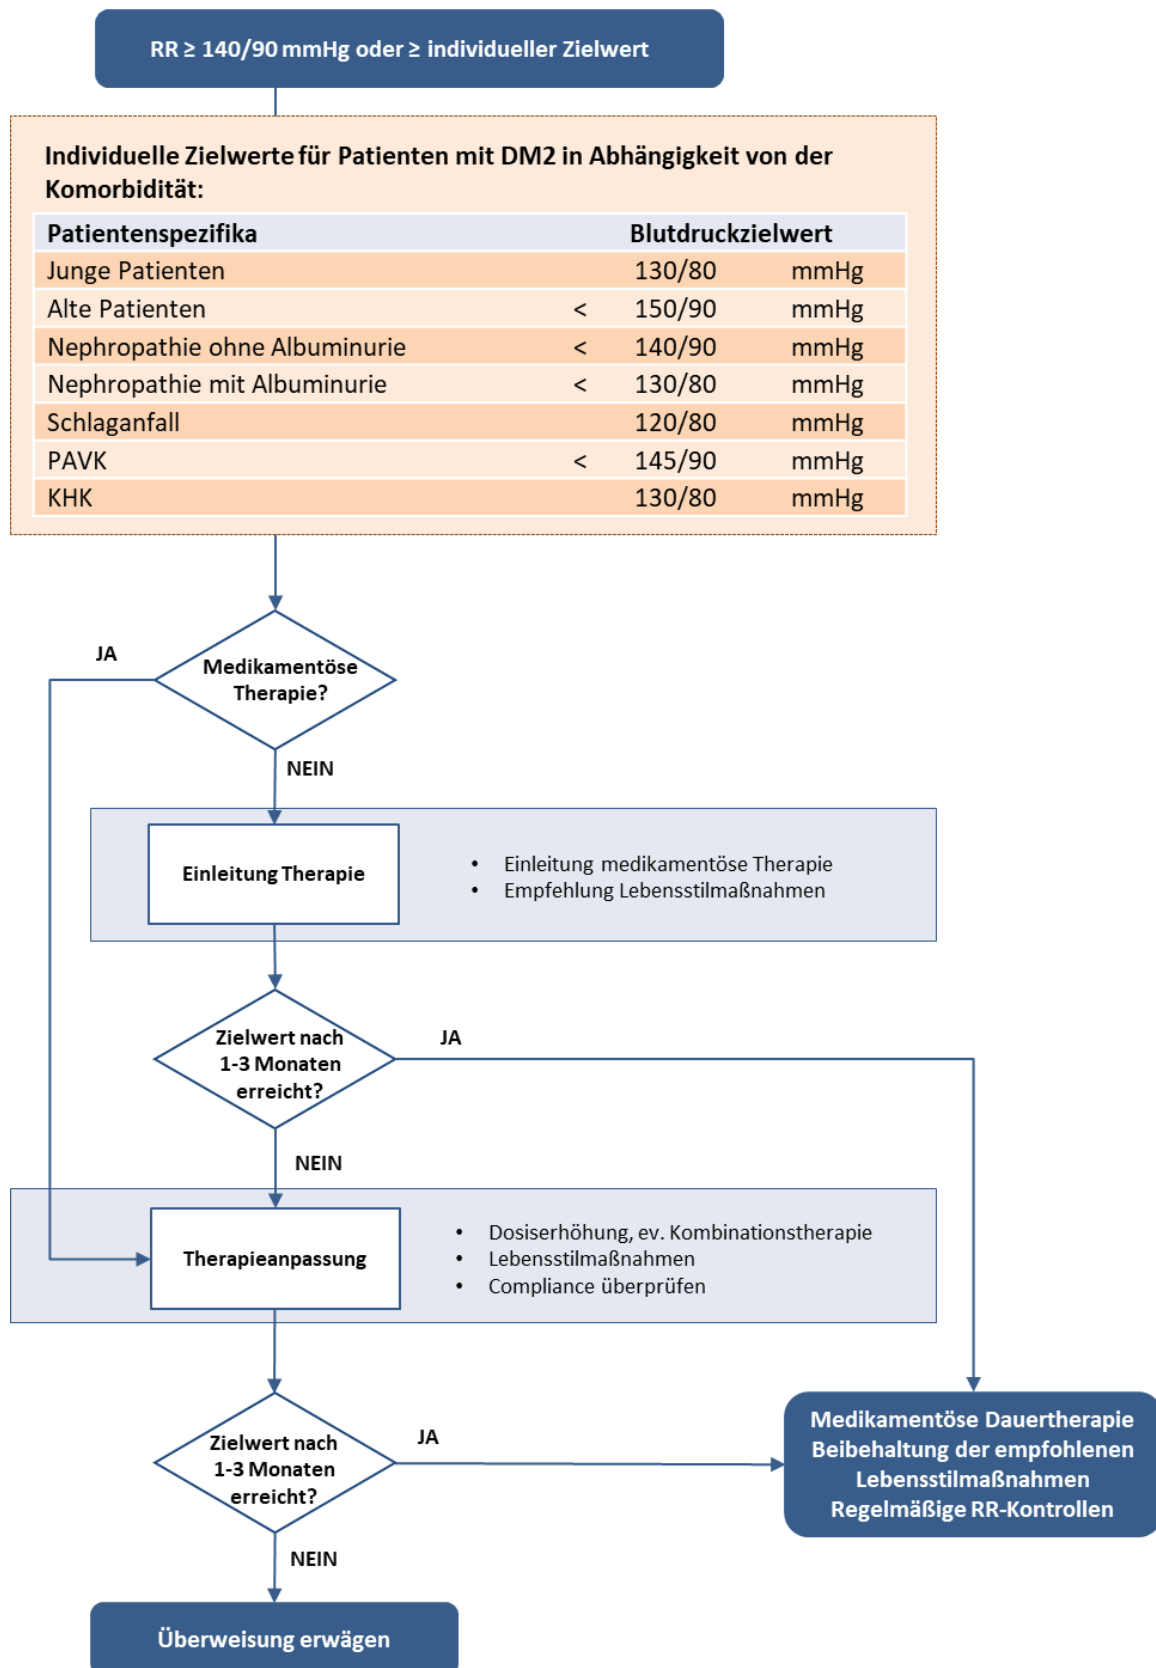 RR ≥ 140/90 mmHg oder ≥ individueller Zielwert
Individuelle Zielwerte für Patienten mit DM2 in Abhängigkeit von der
Komorbidität:
Patientenspezifika Blutdruckzielwert
Junge Patienten 130/80 mmHg
Alte Patienten < 150/90 mmHg
Nephropathie ohne Albuminurie < 140/90 mmHg
Nephropathie mit Albuminurie < 130/80 mmHg
Schlaganfall 120/80 mmHg
PAVK < 145/90 mmHg
KHK 130/80 mmHg
JA
Medikamentöse
Therapie?
NEIN
Einleitung Therapie
• Einleitung medikamentöse Therapie
• Empfehlung Lebensstilmaßnahmen
Zielwert nach
1-3 Monaten
erreicht?
JA
NEIN
Therapieanpassung
• Dosiserhöhung, ev. Kombinationstherapie
• Lebensstilmaßnahmen
• Compliance überprüfen
Zielwert nach
1-3 Monaten
erreicht?
JA
Medikamentöse Dauertherapie
Beibehaltung der empfohlenen
Lebensstilmaßnahmen
Regelmäßige RR-Kontrollen
NEIN
Überweisung erwägen